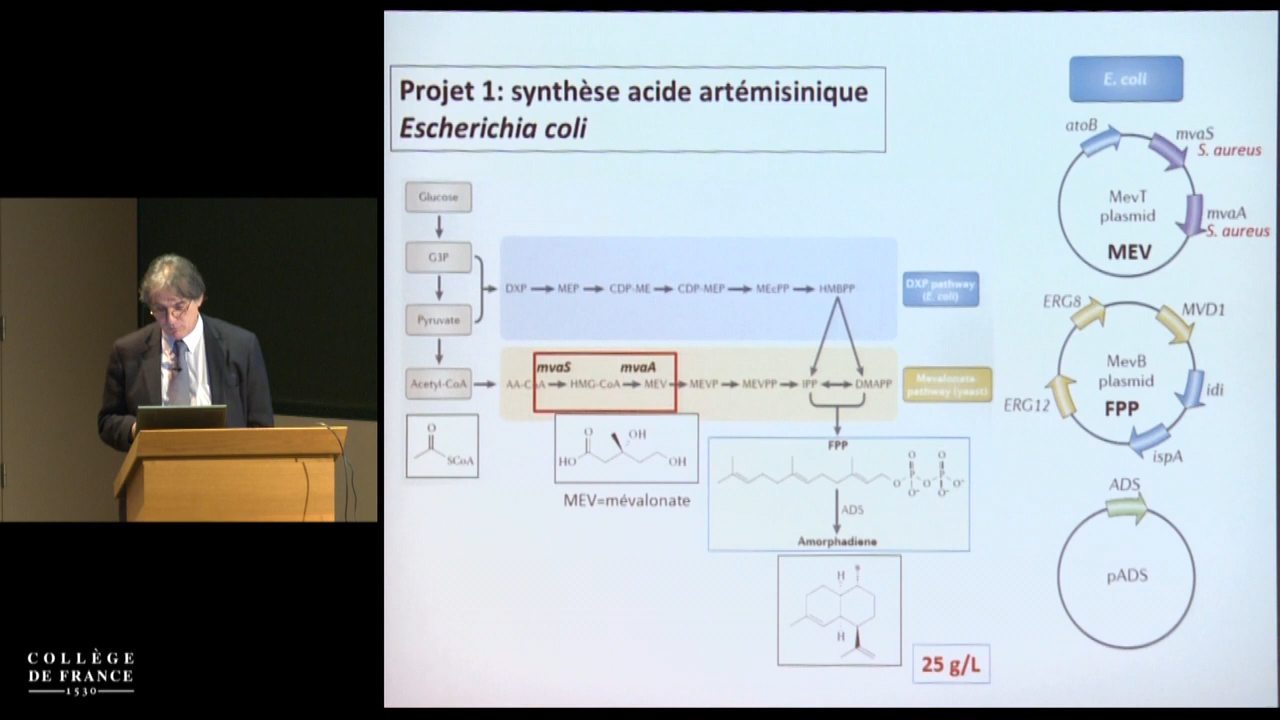 Projet 1: synthèse acide artémisinique
Escherichia coli
Glucose
G3P
Pyruvate
Acetyl-CoA
DXP
MEP
CDP-ME
CDP-MEP
MEcPP
HMBPP
DXP pathway
(E. coli)
mvaS
mvaA
AA-CoA
HMG-CoA
MEV
MEVP
MEVPP
IPP
DMAPP
Mevalonate
pathway (yeast)
O
SCoA
O
OH
HO
OH
MEV=mévalonate
FPP
O
O
O⁻
P
O
P
O⁻
O⁻
O⁻
ADS
Amorphadiene
H
H
25 g/L
E. coli
atoB
mvaS
S. aureus
MevT
plasmid
MEV
mvaA
S. aureus
ERG8
MVD1
MevB
plasmid
FPP
idi
ERG12
ispA
ADS
pADS
COLLÈGE
DE FRANCE
1530